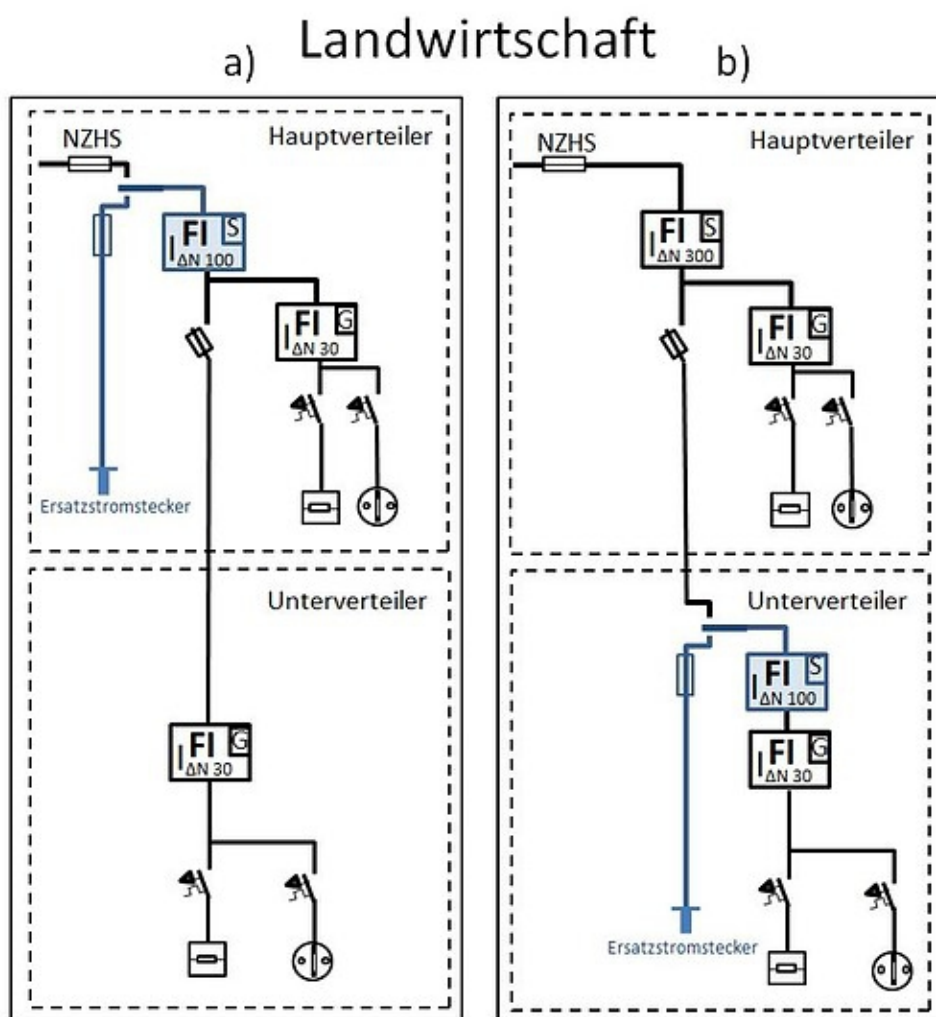 Landwirtschaft
a)
b)
Hauptverteiler
NZHS
FI S
I ΔN 100
FI G
I ΔN 30
Ersatzstromstecker
Unterverteiler
FI G
I ΔN 30
Hauptverteiler
NZHS
FI S
I ΔN 300
FI G
I ΔN 30
Unterverteiler
FI S
I ΔN 100
FI G
I ΔN 30
Ersatzstromstecker